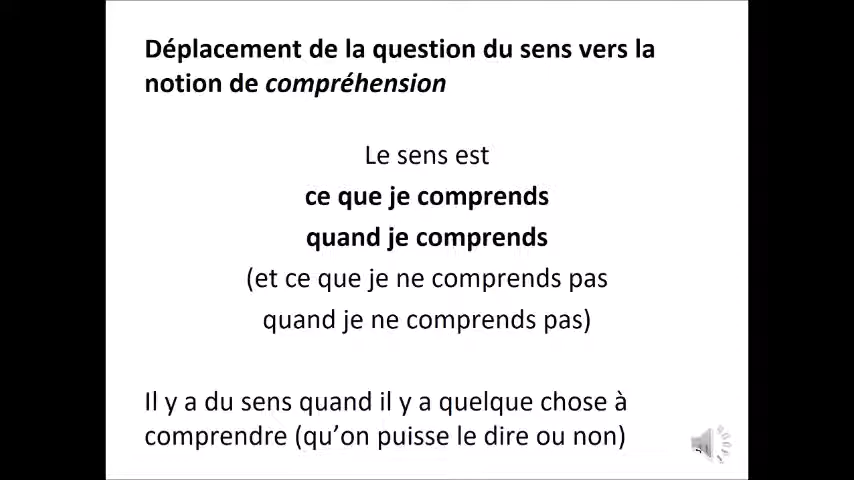 Déplacement de la question du sens vers la
notion de compréhension
Le sens est
ce que je comprends
quand je comprends
(et ce que je ne comprends pas
quand je ne comprends pas)
Il y a du sens quand il y a quelque chose à
comprendre (qu’on puisse le dire ou non)